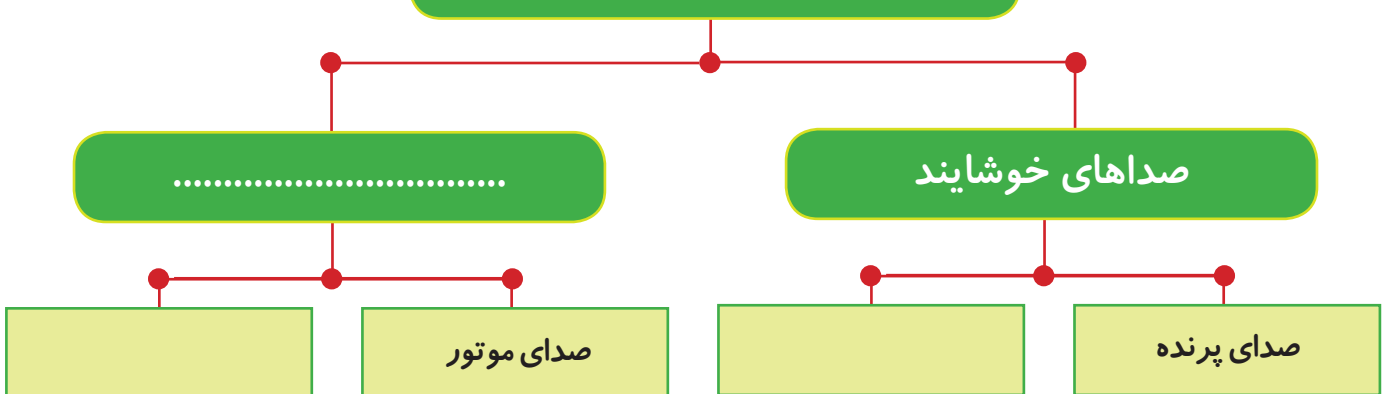 صداهای خوشایند
.................................
صدای پرنده
صدای موتور